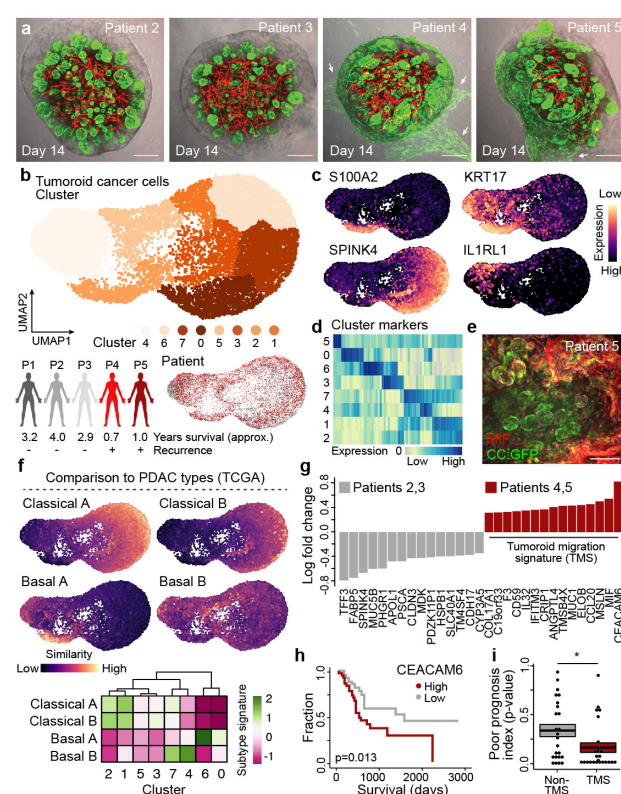 a
Patient 2
Day 14
Patient 3
Day 14
Patient 4
Day 14
Patient 5
Day 14
b
Tumoroid cancer cells
Cluster
UMAP2
UMAP1
Cluster
4 6 7 0 5 3 2 1
P1 P2 P3 P4 P5
Patient
3.2 4.0 2.9 0.7 1.0 Years survival (approx.)
- - - + + Recurrence
c
S100A2
KRT17
SPINK4
IL1RL1
Low
Expression
High
d
Cluster markers
5
0
6
3
7
4
1
2
Expression 0
Low High
e
Patient 5
MIF
CC:GFP
f
Comparison to PDAC types (TCGA)
Classical A
Classical B
Basal A
Basal B
Similarity
Low High
Classical A
Classical B
Basal A
Basal B
2 1 5 3 7 4 6 0
Cluster
Subtype signature
2
1
0
-1
g
Log fold change
0.8
0.4
0
-0.4
-0.8
Patients 2,3
Patients 4,5
Tumoroid migration
signature (TMS)
TFF3
FABP5
SPINK4
MUC5B
PHGR1
APOL1
PSCA
CLDN3
MDK
PDZK1IP1
HSPB1
SLC40A1
TM4SF4
CDH17
CYP3A5
COL17A1
C19orf33
CD59
IL32
IFITM3
CRIP1
ANGPTL4
TMSB4X
MUC1
ELOB
CCL20
MSLN
MIF
CEACAM6
h
CEACAM6
High
Low
Fraction
1.0
0.5
0.0
p=0.013
0 1000 2000 3000
Survival (days)
i
*
Poor prognosis
index (p-value)
1.0
0.5
0.0
Non-
TMS
TMS